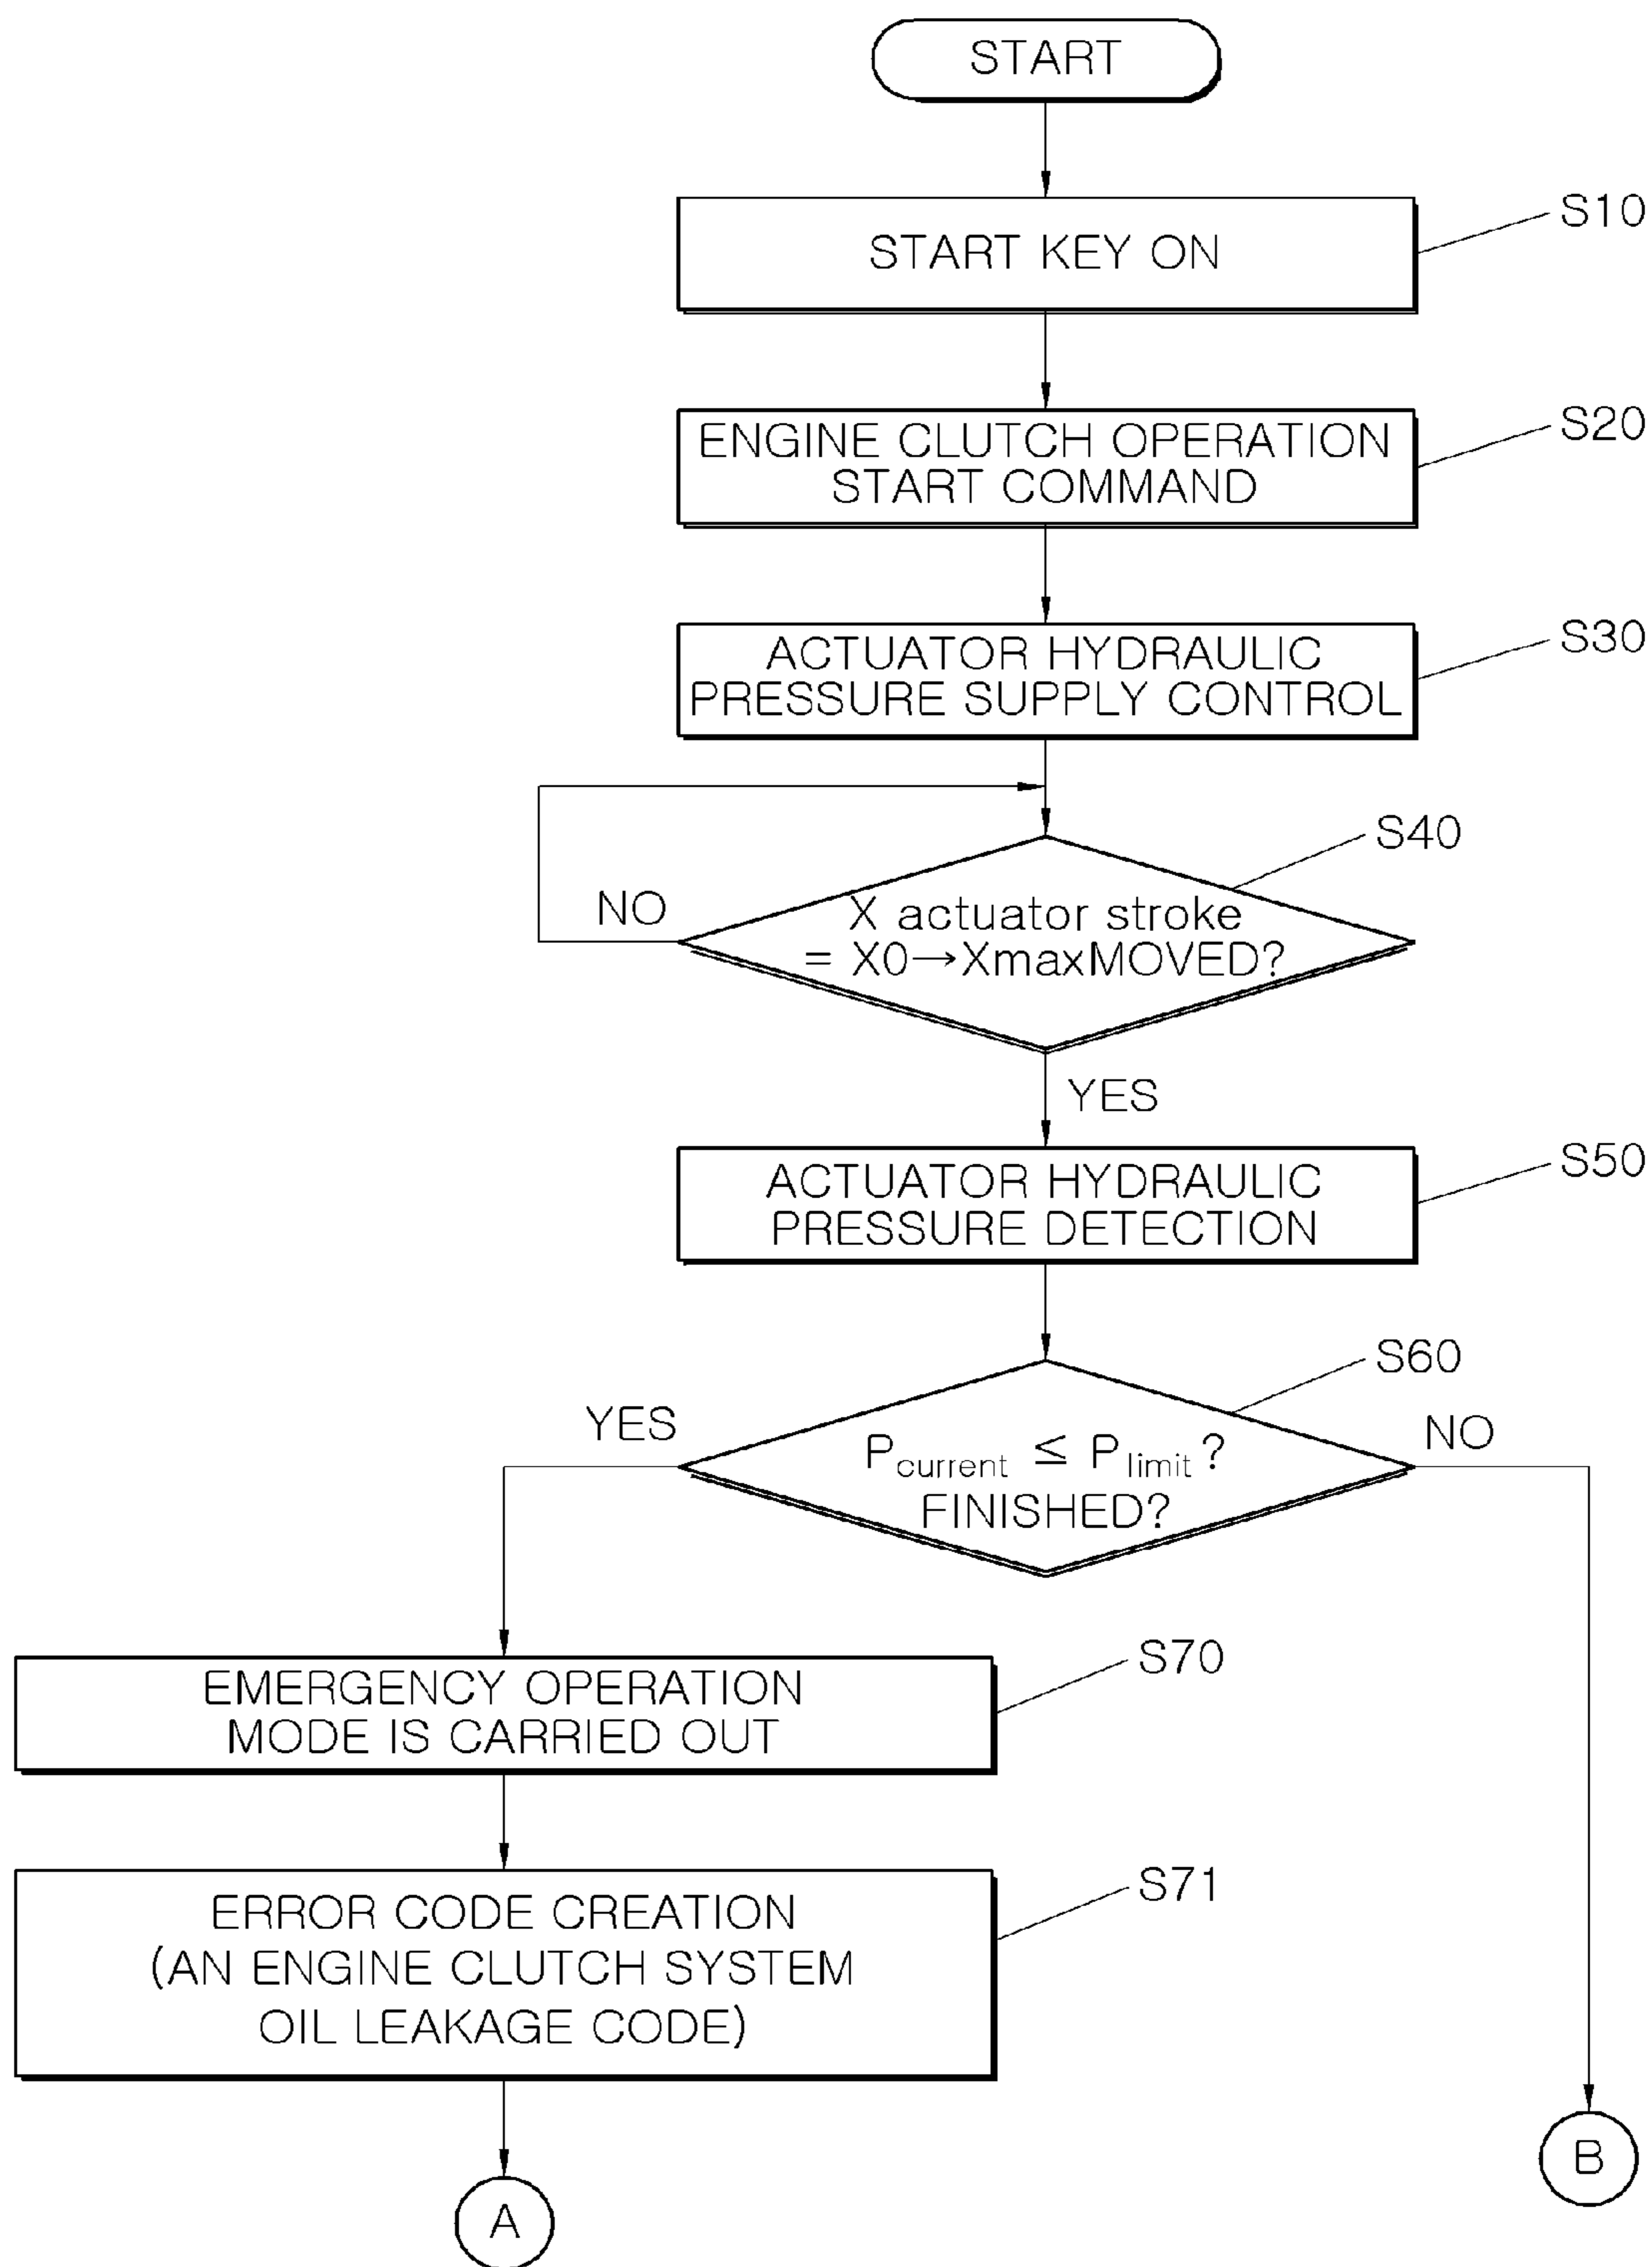 START
START KEY ON
S10
ENGINE CLUTCH OPERATION
START COMMAND
S20
ACTUATOR HYDRAULIC
PRESSURE SUPPLY CONTROL
S30
S40
NO
X actuator stroke
= X0→XmaxMOVED?
YES
ACTUATOR HYDRAULIC
PRESSURE DETECTION
S50
S60
YES
NO
Pcurrent ≤ Plimit?
FINISHED?
EMERGENCY OPERATION
MODE IS CARRIED OUT
S70
ERROR CODE CREATION
(AN ENGINE CLUTCH SYSTEM
OIL LEAKAGE CODE)
S71
B
A